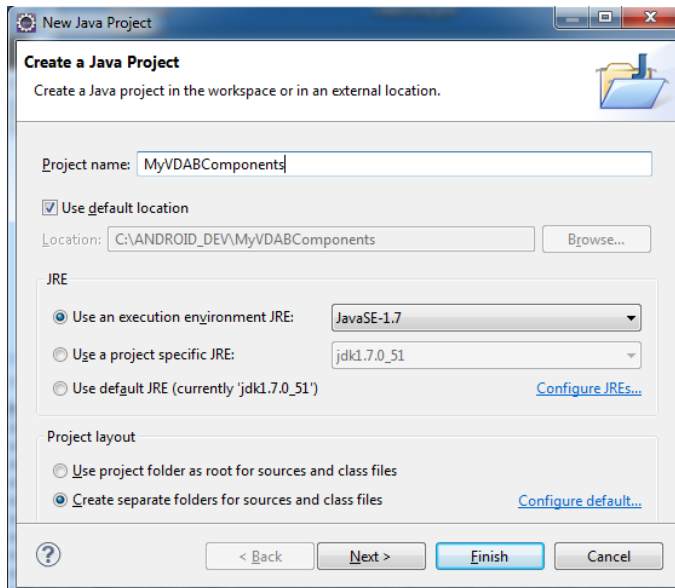 New Java Project
Create a Java Project
Create a Java project in the workspace or in an external location.
Project name: MyVDABComponents
Use default location
Location: C:\ANDROID_DEV\MyVDABComponents Browse...
JRE
Use an execution environment JRE: JavaSE-1.7
Use a project specific JRE: jdk1.7.0_51
Use default JRE (currently 'jdk1.7.0_51') Configure JREs...
Project layout
Use project folder as root for sources and class files
Create separate folders for sources and class files Configure default...
? < Back Next > Finish Cancel